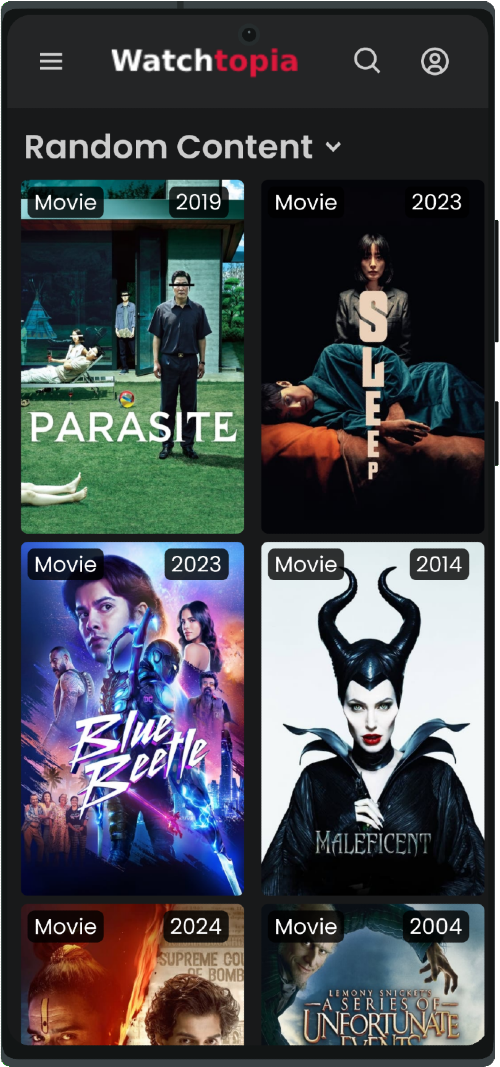 Watchtopia
Random Content
Movie 2019
PARASITE
Movie 2023
SLEEP
Movie 2023
DC
Blue
Beetle
Movie 2014
MALEFICENT
Movie 2024
SUPREME COU
OF BOMB
Movie 2004
LEMONY SNICKET'S
A SERIES OF
UNFORTUNATE
EVENTS